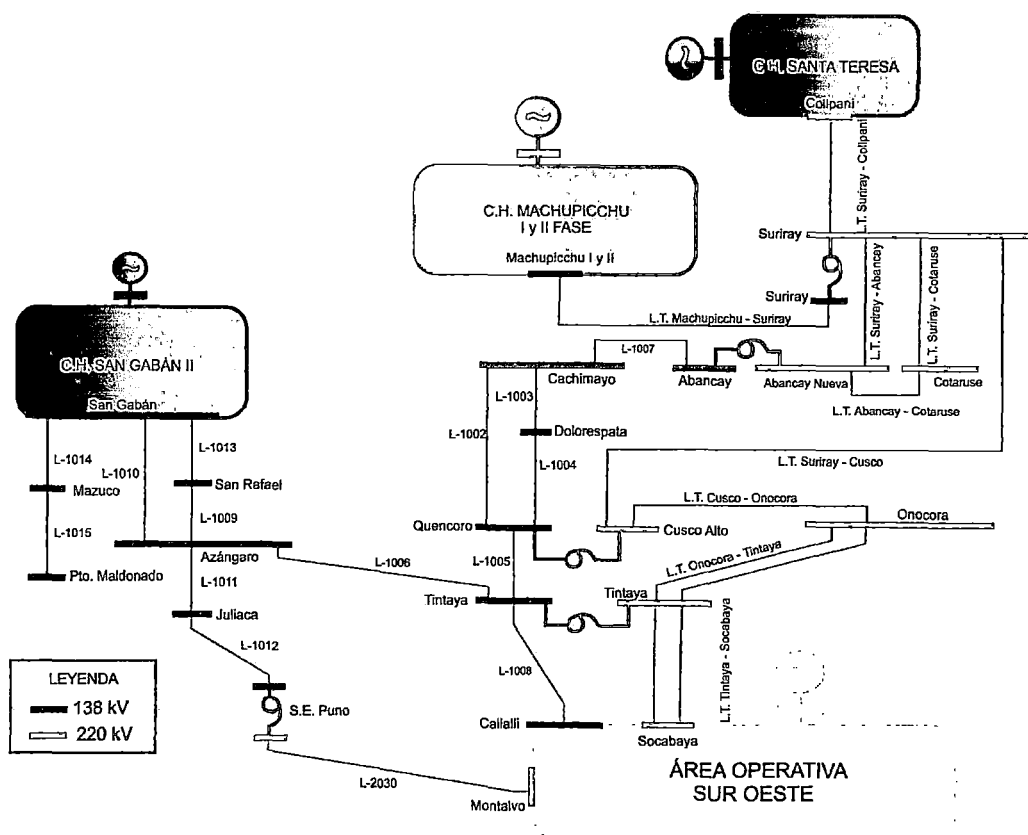 C.H. SANTA TERESA
Colipani
L.T. Suriray - Colipani
C.H. MACHUPICCHU
I y II FASE
Machupicchu I y II
Suriray
Suriray
L.T. Machupicchu - Suriray
L.T. Suriray - Abancay
L.T. Suriray - Cotaruse
C.H. SAN GABÁN II
San Gabán
L-1007
Cachimayo
Abancay
Abancay Nueva
Cotaruse
L.T. Abancay - Cotaruse
L-1003
L-1002
Dolorespata
L-1004
L.T. Suriray - Cusco
L-1014
L-1010
L-1013
Mazuco
San Rafael
L-1015
L-1009
L.T. Cusco - Onocora
Quencoro
Cusco Alto
Onocora
Azángaro
Pto. Maldonado
L-1006
L-1005
L.T. Onocora - Tintaya
L-1011
Tintaya
Tintaya
Juliaca
L-1012
L-1008
L.T. Tintaya - Socabaya
LEYENDA
138 kV
220 kV
S.E. Puno
Callalli
Socabaya
L-2030
Montalvo
ÁREA OPERATIVA
SUR OESTE